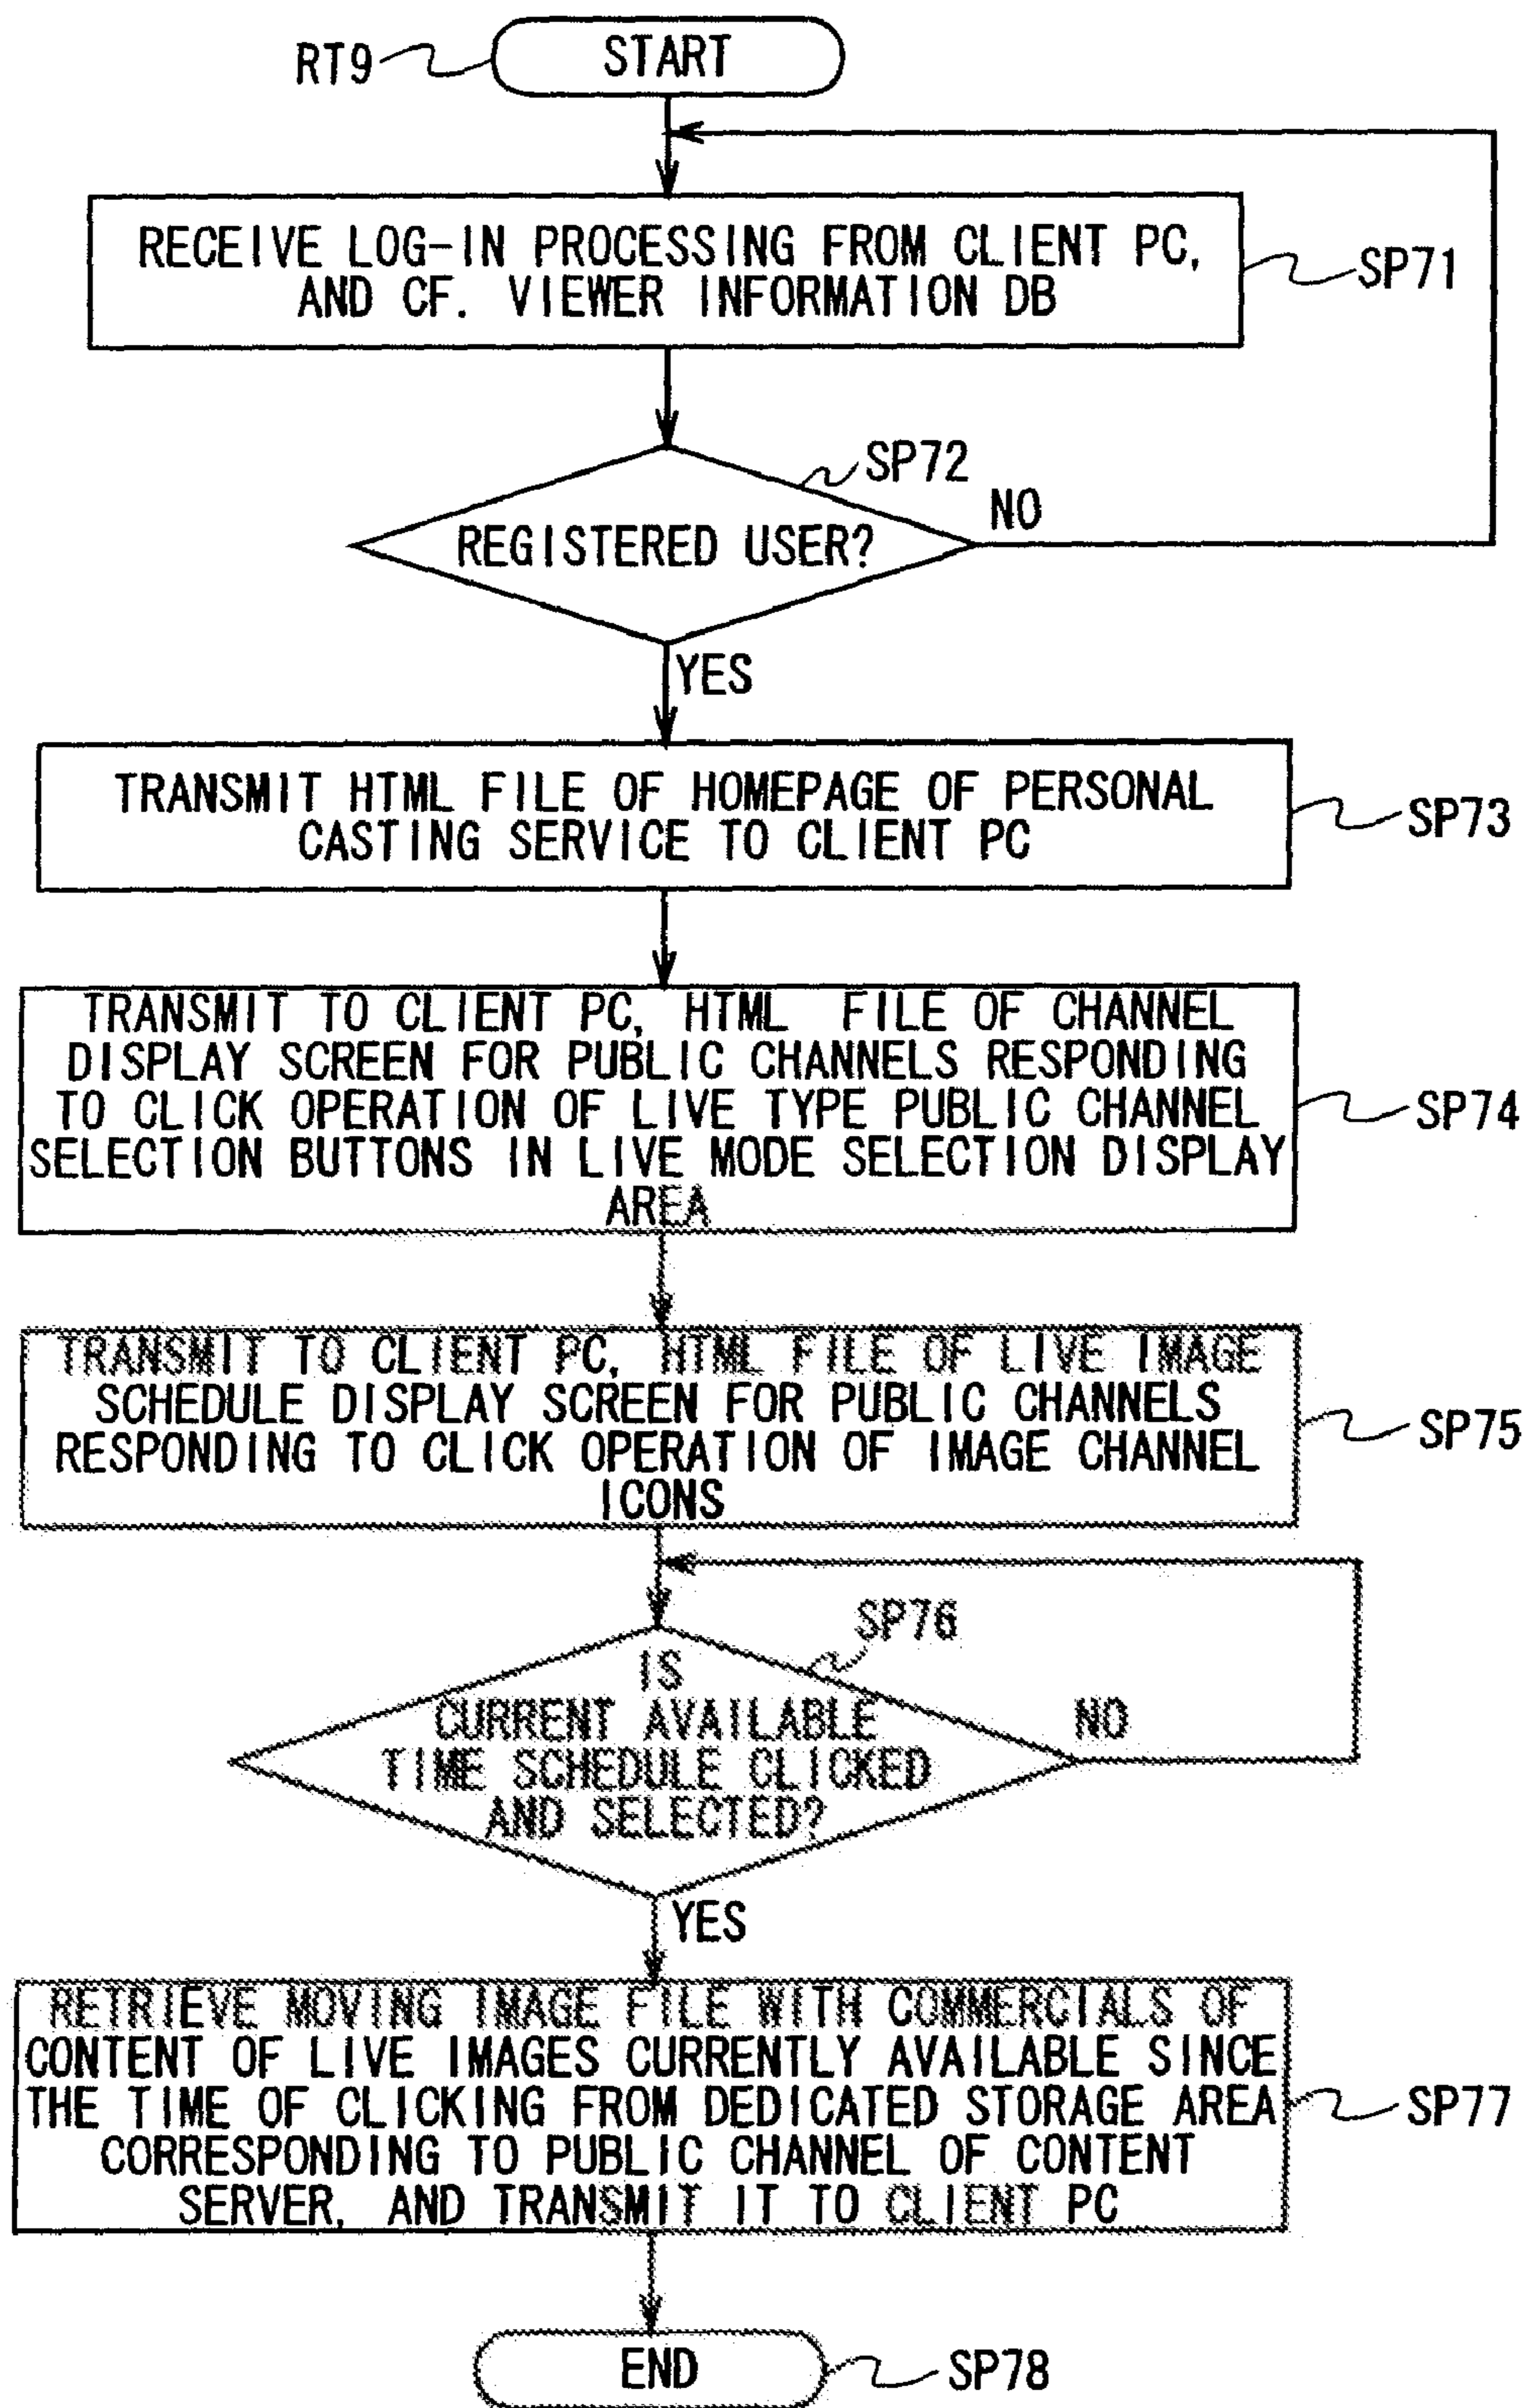 RT9
START
RECEIVE LOG-IN PROCESSING FROM CLIENT PC,
AND CF. VIEWER INFORMATION DB
SP71
SP72
REGISTERED USER?
NO
YES
TRANSMIT HTML FILE OF HOMEPAGE OF PERSONAL
CASTING SERVICE TO CLIENT PC
SP73
TRANSMIT TO CLIENT PC, HTML FILE OF CHANNEL
DISPLAY SCREEN FOR PUBLIC CHANNELS RESPONDING
TO CLICK OPERATION OF LIVE TYPE PUBLIC CHANNEL
SELECTION BUTTONS IN LIVE MODE SELECTION DISPLAY
AREA
SP74
TRANSMIT TO CLIENT PC, HTML FILE OF LIVE IMAGE
SCHEDULE DISPLAY SCREEN FOR PUBLIC CHANNELS
RESPONDING TO CLICK OPERATION OF IMAGE CHANNEL
ICONS
SP75
SP76
IS
CURRENT AVAILABLE
TIME SCHEDULE CLICKED
AND SELECTED?
NO
YES
RETRIEVE MOVING IMAGE FILE WITH COMMERCIALS OF
CONTENT OF LIVE IMAGES CURRENTLY AVAILABLE SINCE
THE TIME OF CLICKING FROM DEDICATED STORAGE AREA
CORRESPONDING TO PUBLIC CHANNEL OF CONTENT
SERVER, AND TRANSMIT IT TO CLIENT PC
SP77
END
SP78